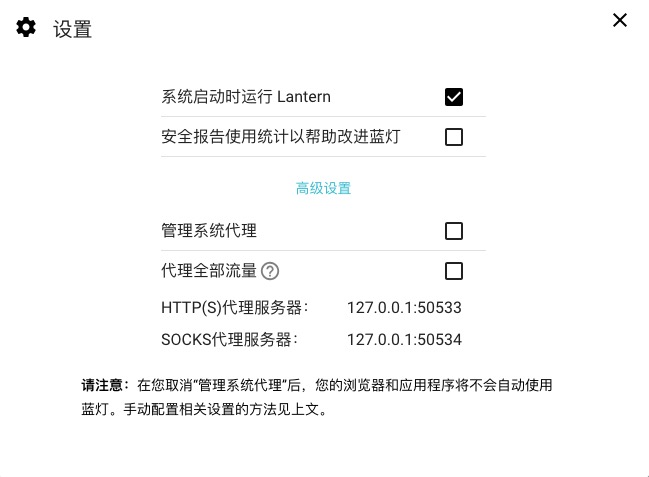 设置
系统启动时运行 Lantern
安全报告使用统计以帮助改进蓝灯
高级设置
管理系统代理
代理全部流量 ?
HTTP(S)代理服务器： 127.0.0.1:50533
SOCKS代理服务器： 127.0.0.1:50534
请注意：在您取消“管理系统代理”后，您的浏览器和应用程序将不会自动使用
蓝灯。手动配置相关设置的方法见上文。